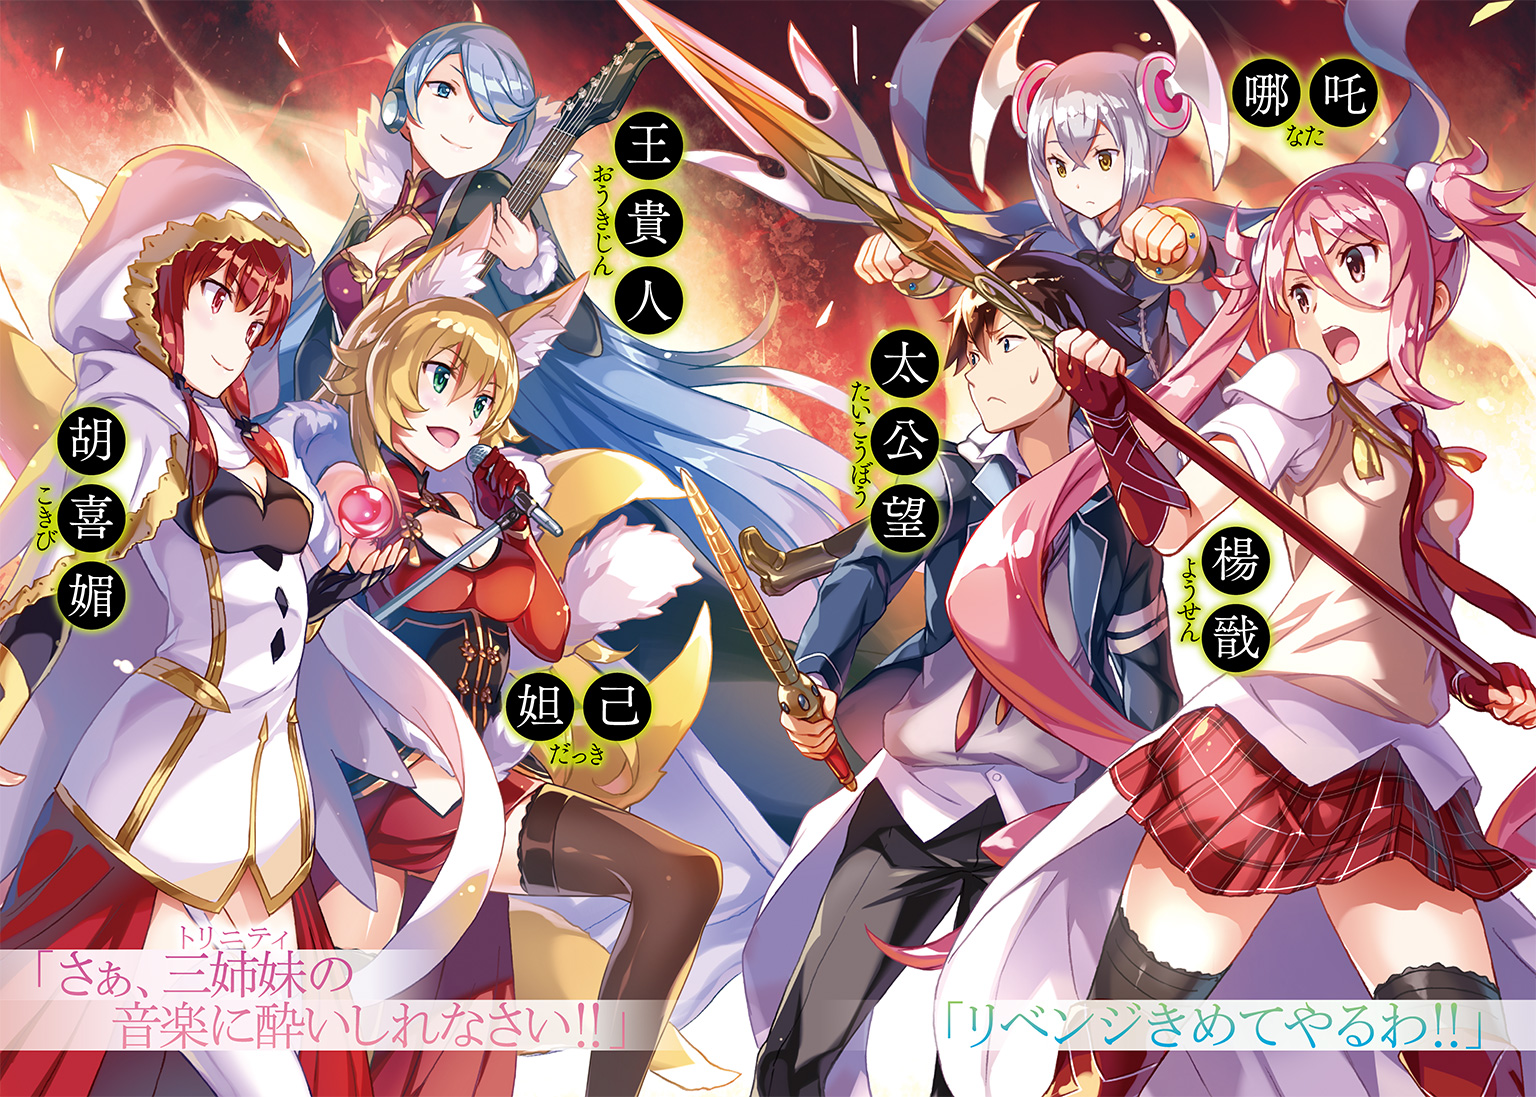 哪吒
なた
王貴人
おうきじん
太公望
たいこうぼう
胡喜媚
こきび
楊戩
ようせん
妲己
だっき
トリニティ
「さぁ、三姉妹の
音楽に酔いしれなさい!!」
「リベンジきめてやるわ!!」